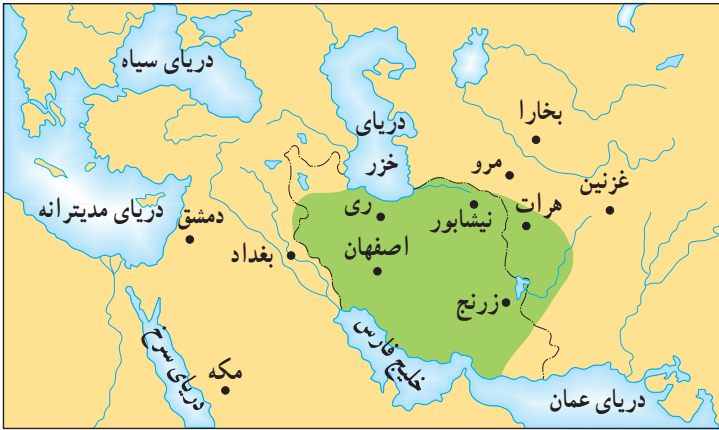 دریای سیاه
دریای
خزر
بخارا
مرو
غزنین
هرات
نیشابور
ری
دریای مدیترانه
دمشق
بغداد
اصفهان
زرنج
خلیج فارس
دریای سرخ
مکه
دریای عمان